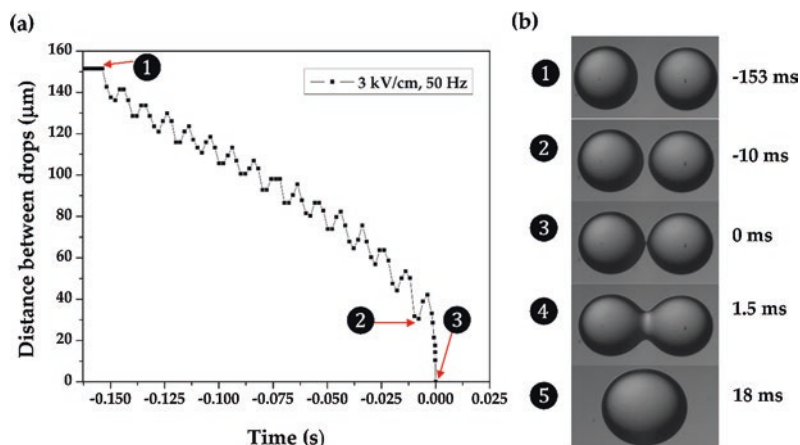 (a)
160
140
120
100
80
60
40
20
0
Distance between drops (µm)
1
3 kV/cm, 50 Hz
2
3
-0.150 -0.125 -0.100 -0.075 -0.050 -0.025 0.000 0.025
Time (s)
(b)
1 -153 ms
2 -10 ms
3 0 ms
4 1.5 ms
5 18 ms